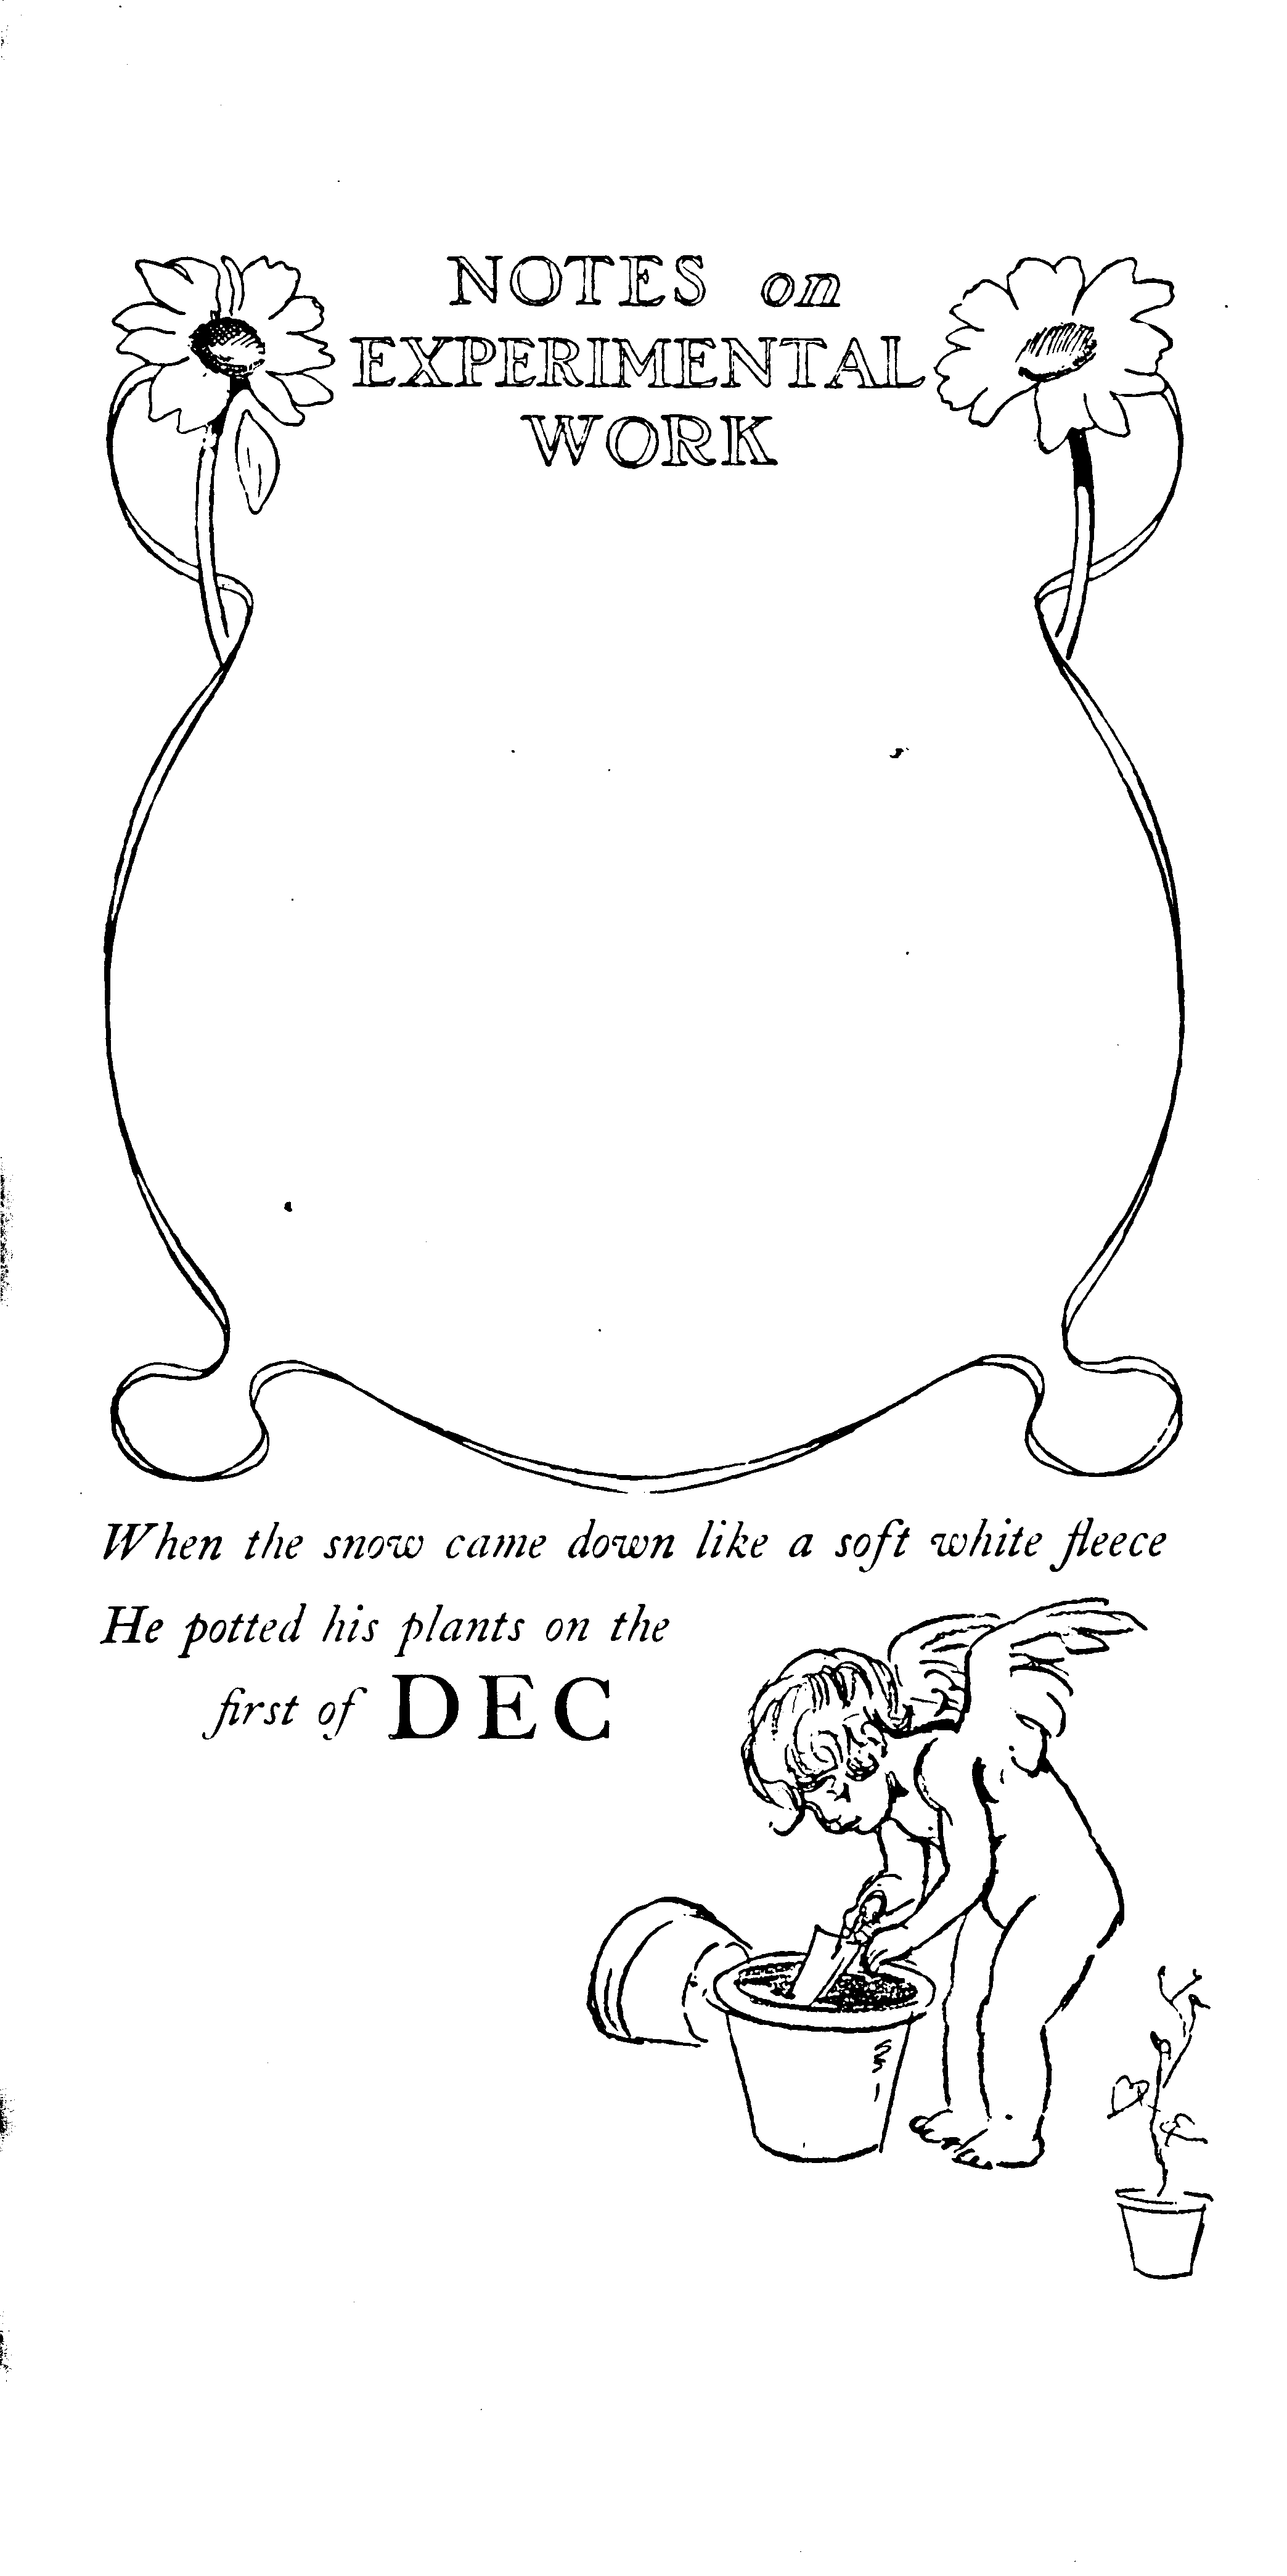 NOTES on
EXPERIMENTAL
WORK
When the snow came down like a soft white fleece
He potted his plants on the
first of DEC